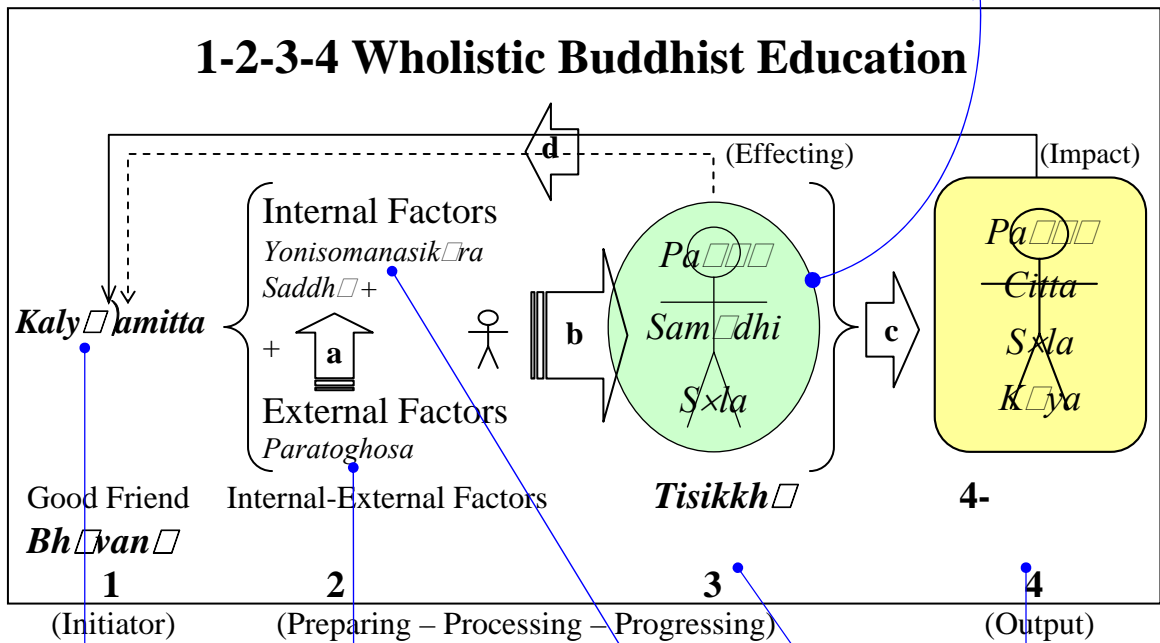 1-2-3-4 Wholistic Buddhist Education
d
(Effecting)
(Impact)
Internal Factors
Yonisomanasik□ra
Saddh□ +
Kaly□)amitta
+
a
External Factors
Paratoghosa
b
Pa□□□
Sam□dhi
S×la
c
Pa□□□
Citta
S×la
K□ya
Good Friend
Internal-External Factors
Tisikkh□
4-
Bh□van□
1
2
3
4
(Initiator)
(Preparing – Processing – Progressing)
(Output)